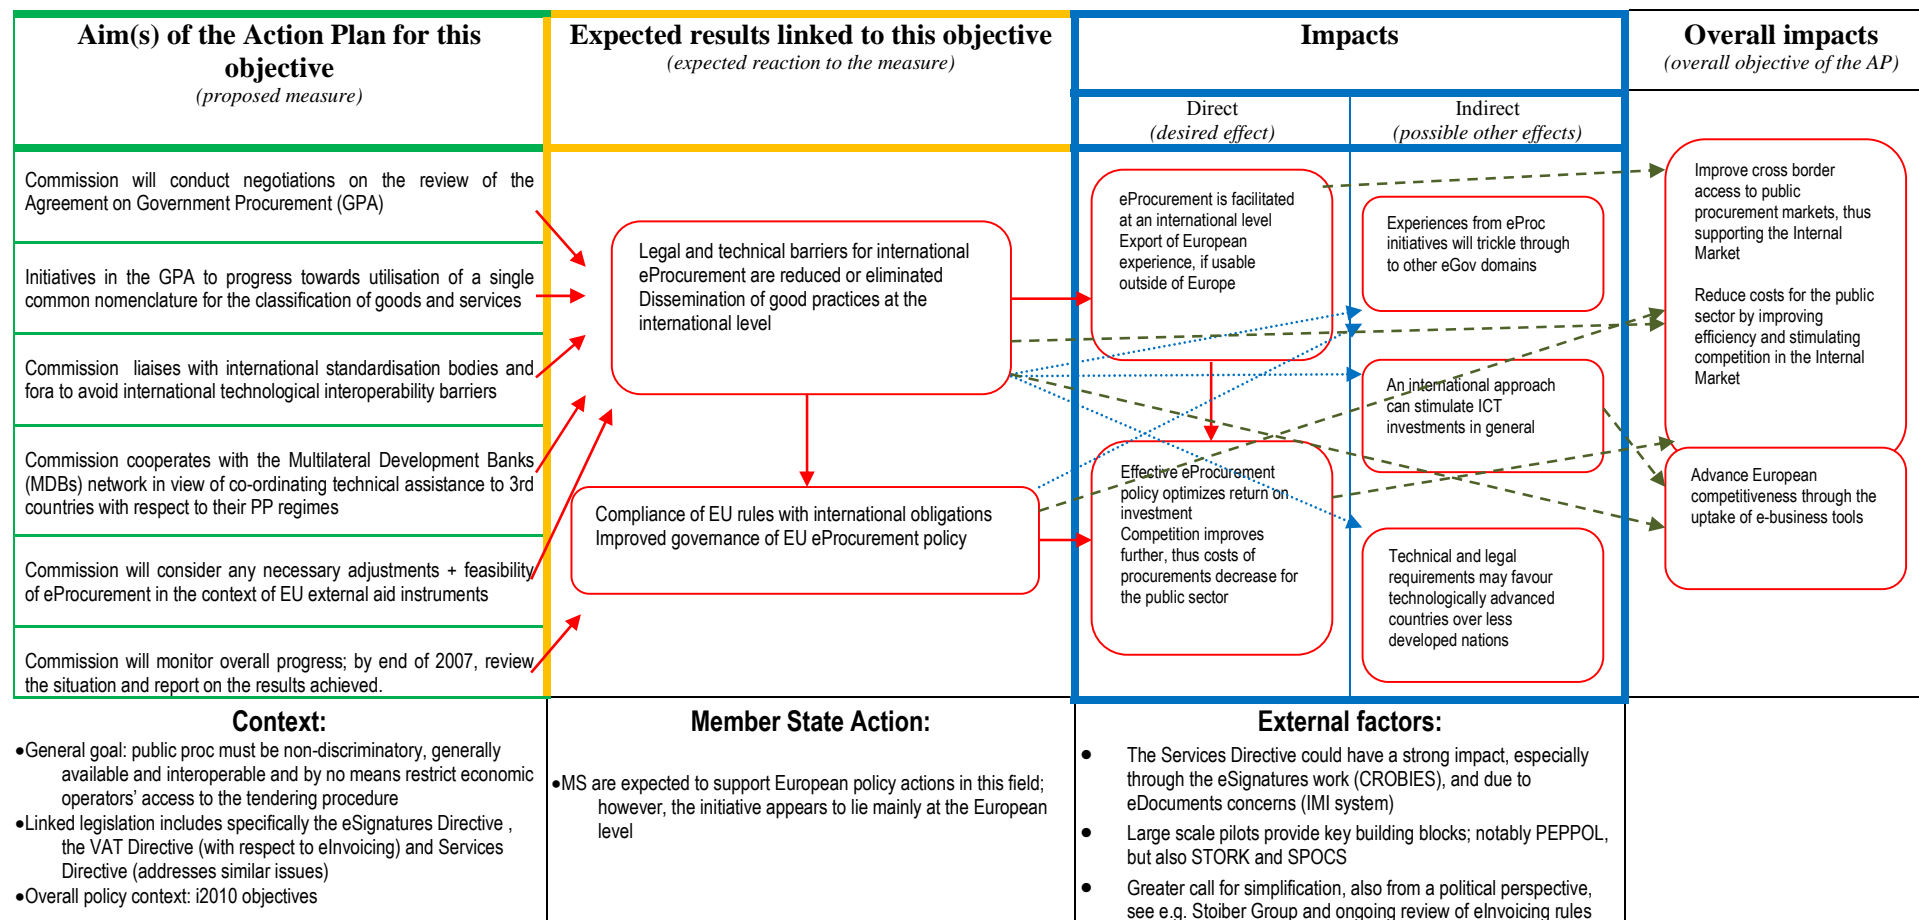 Aim(s) of the Action Plan for this
objective
(proposed measure)
Expected results linked to this objective
(expected reaction to the measure)
Impacts
Overall impacts
(overall objective of the AP)
Direct
(desired effect)
Indirect
(possible other effects)
Commission will conduct negotiations on the review of the
Agreement on Government Procurement (GPA)
Initiatives in the GPA to progress towards utilisation of a single
common nomenclature for the classification of goods and services
Commission liaises with international standardisation bodies and
fora to avoid international technological interoperability barriers
Commission cooperates with the Multilateral Development Banks
(MDBs) network in view of co-ordinating technical assistance to 3rd
countries with respect to their PP regimes
Commission will consider any necessary adjustments + feasibility
of eProcurement in the context of EU external aid instruments
Commission will monitor overall progress; by end of 2007, review
the situation and report on the results achieved.
Legal and technical barriers for international
eProcurement are reduced or eliminated
Dissemination of good practices at the
international level
Compliance of EU rules with international obligations
Improved governance of EU eProcurement policy
eProcurement is facilitated
at an international level
Export of European
experience, if usable
outside of Europe
Effective eProcurement
policy optimizes return on
investment
Competition improves
further, thus costs of
procurements decrease for
the public sector
Experiences from eProc
initiatives will trickle through
to other eGov domains
An international approach
can stimulate ICT
investments in general
Technical and legal
requirements may favour
technologically advanced
countries over less
developed nations
Improve cross border
access to public
procurement markets, thus
supporting the Internal
Market
Reduce costs for the public
sector by improving
efficiency and stimulating
competition in the Internal
Market
Advance European
competitiveness through the
uptake of e-business tools
Context:
•General goal: public proc must be non-discriminatory, generally
available and interoperable and by no means restrict economic
operators' access to the tendering procedure
•Linked legislation includes specifically the eSignatures Directive ,
the VAT Directive (with respect to eInvoicing) and Services
Directive (addresses similar issues)
•Overall policy context: i2010 objectives
Member State Action:
•MS are expected to support European policy actions in this field;
however, the initiative appears to lie mainly at the European
level
External factors:
• The Services Directive could have a strong impact, especially
through the eSignatures work (CROBIES), and due to
eDocuments concerns (IMI system)
• Large scale pilots provide key building blocks; notably PEPPOL,
but also STORK and SPOCS
• Greater call for simplification, also from a political perspective,
see e.g. Stoiber Group and ongoing review of eInvoicing rules